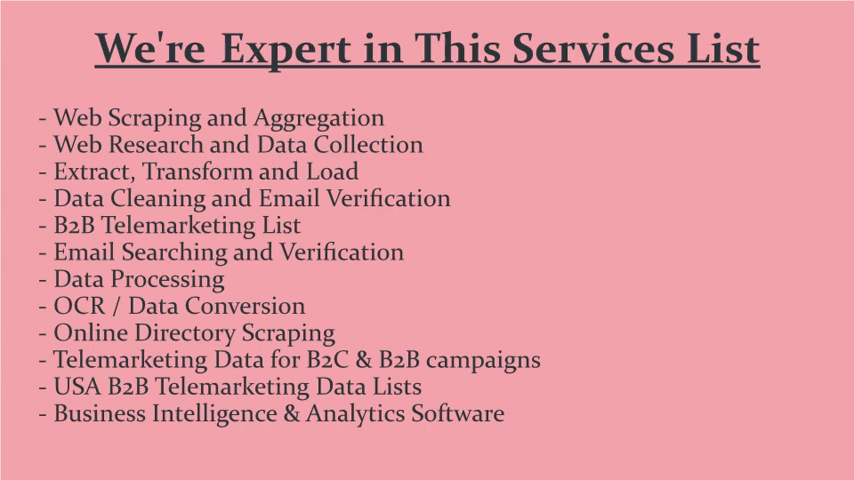 We're Expert in This Services List
- Web Scraping and Aggregation
- Web Research and Data Collection
- Extract, Transform and Load
- Data Cleaning and Email Verification
- B2B Telemarketing List
- Email Searching and Verification
- Data Processing
- OCR / Data Conversion
- Online Directory Scraping
- Telemarketing Data for B2C & B2B campaigns
- USA B2B Telemarketing Data Lists
- Business Intelligence & Analytics Software